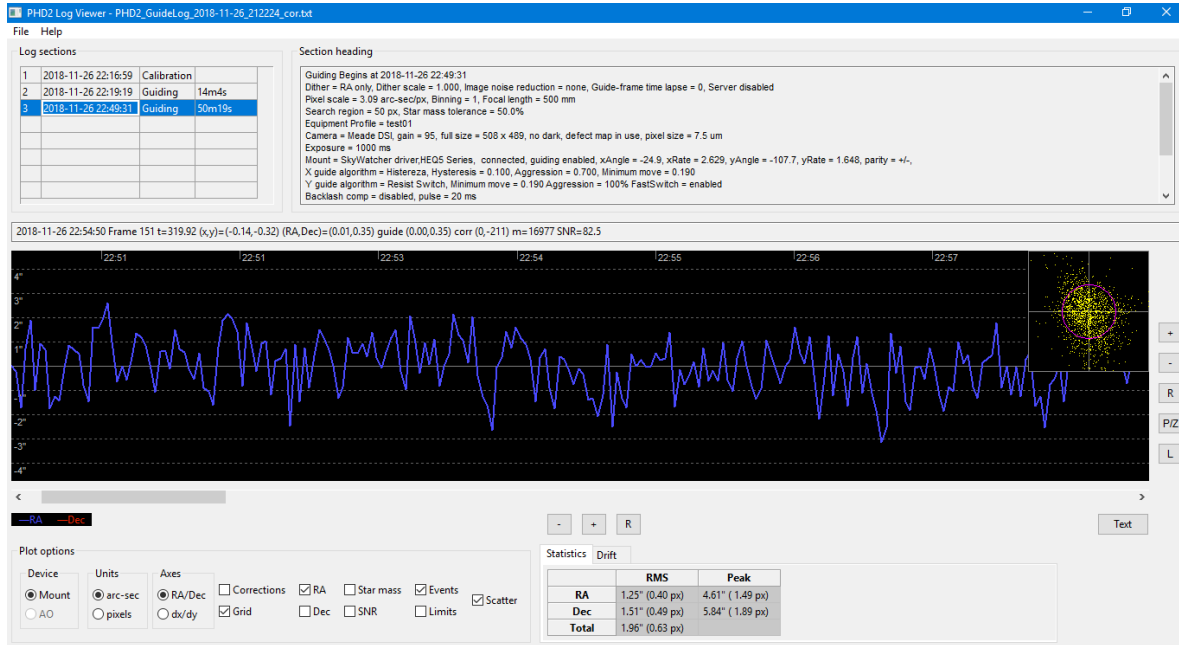 PHD2 Log Viewer - PHD2_GuideLog_2018-11-26_212224_cor.txt
File Help
Log sections
1 2018-11-26 22:16:59 Calibration
2 2018-11-26 22:19:19 Guiding 14m4s
3 2018-11-26 22:49:31 Guiding 50m19s
Section heading
Guiding Begins at 2018-11-26 22:49:31
Dither = RA only, Dither scale = 1.000, Image noise reduction = none, Guide-frame time lapse = 0, Server disabled
Pixel scale = 3.09 arc-sec/px, Binning = 1, Focal length = 500 mm
Search region = 50 px, Star mass tolerance = 50.0%
Equipment Profile = test01
Camera = Meade DSI, gain = 95, full size = 508 x 489, no dark, defect map in use, pixel size = 7.5 um
Exposure = 1000 ms
Mount = SkyWatcher driver,HEQ5 Series, connected, guiding enabled, xAngle = -24.9, xRate = 2.629, yAngle = -107.7, yRate = 1.648, parity = +/-,
X guide algorithm = Histereza, Hysteresis = 0.100, Aggression = 0.700, Minimum move = 0.190
Y guide algorithm = Resist Switch, Minimum move = 0.190 Aggression = 100% FastSwitch = enabled
Backlash comp = disabled, pulse = 20 ms
2018-11-26 22:54:50 Frame 151 t=319.92 (x,y)=(-0.14,-0.32) (RA,Dec)=(0.01,0.35) guide (0.00,0.35) corr (0,-211) m=16977 SNR=82.5
22:51 22:51 22:53 22:54 22:55 22:56 22:57
4"
3"
2"
1"
-1"
-2"
-3"
-4"
+
-
R
P/Z
L
< >
RA Dec
- + R
Text
Plot options
Device Units Axes
Mount arc-sec RA/Dec Corrections RA Star mass Events Scatter
AO pixels dx/dy Grid Dec SNR Limits
Statistics Drift
RMS Peak
RA 1.25" (0.40 px) 4.61" ( 1.49 px)
Dec 1.51" (0.49 px) 5.84" ( 1.89 px)
Total 1.96" (0.63 px)